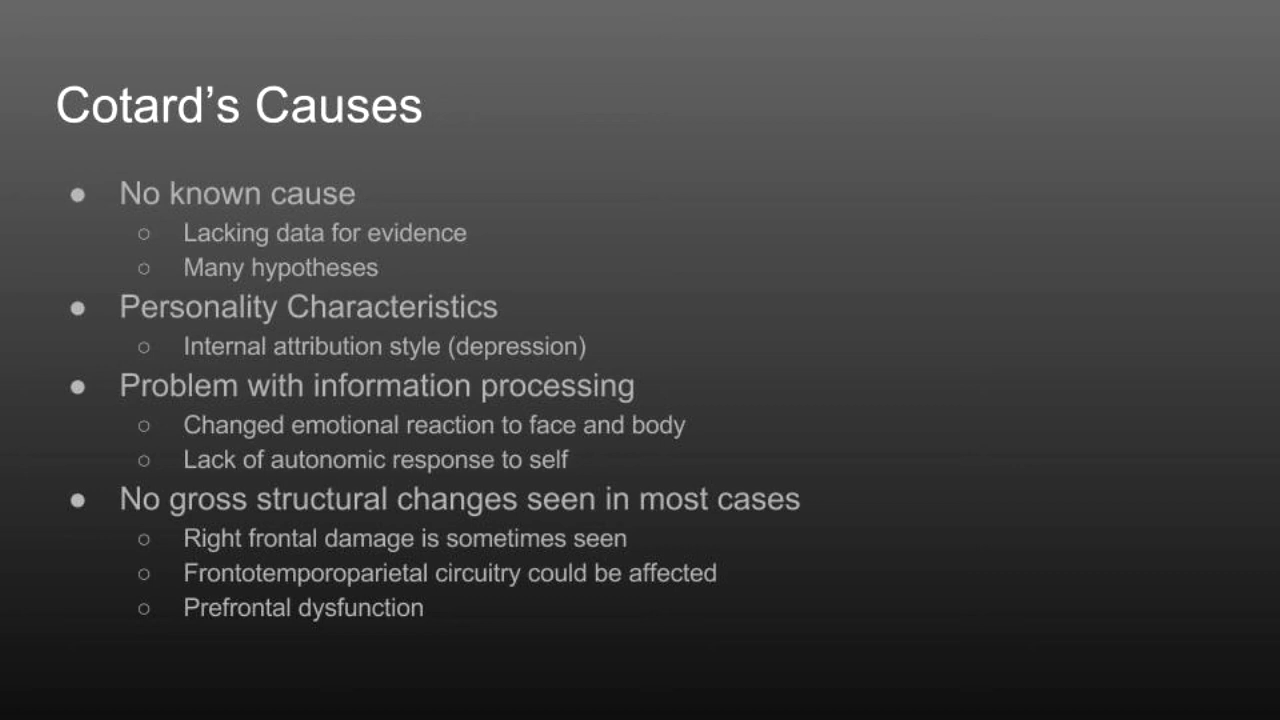 Cotard’s Causes
● No known cause
○ Lacking data for evidence
○ Many hypotheses
● Personality Characteristics
○ Internal attribution style (depression)
● Problem with information processing
○ Changed emotional reaction to face and body
○ Lack of autonomic response to self
● No gross structural changes seen in most cases
○ Right frontal damage is sometimes seen
○ Frontotemporoparietal circuitry could be affected
○ Prefrontal dysfunction